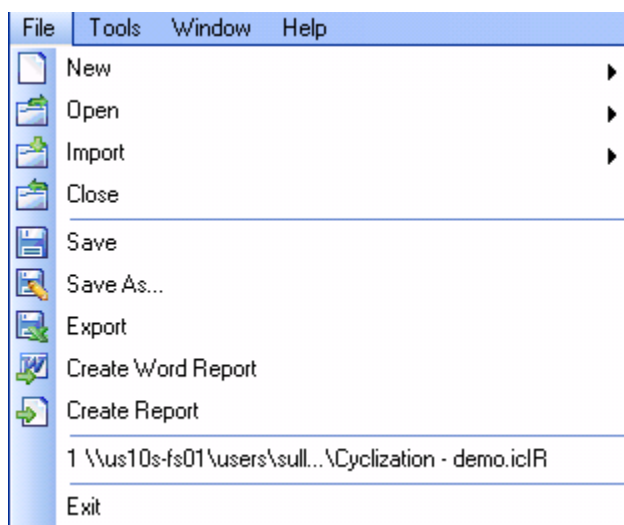 File Tools Window Help
New
Open
Import
Close
Save
Save As...
Export
Create Word Report
Create Report
1 \\us10s-fs01\users\sull...\Cyclization - demo.iclR
Exit